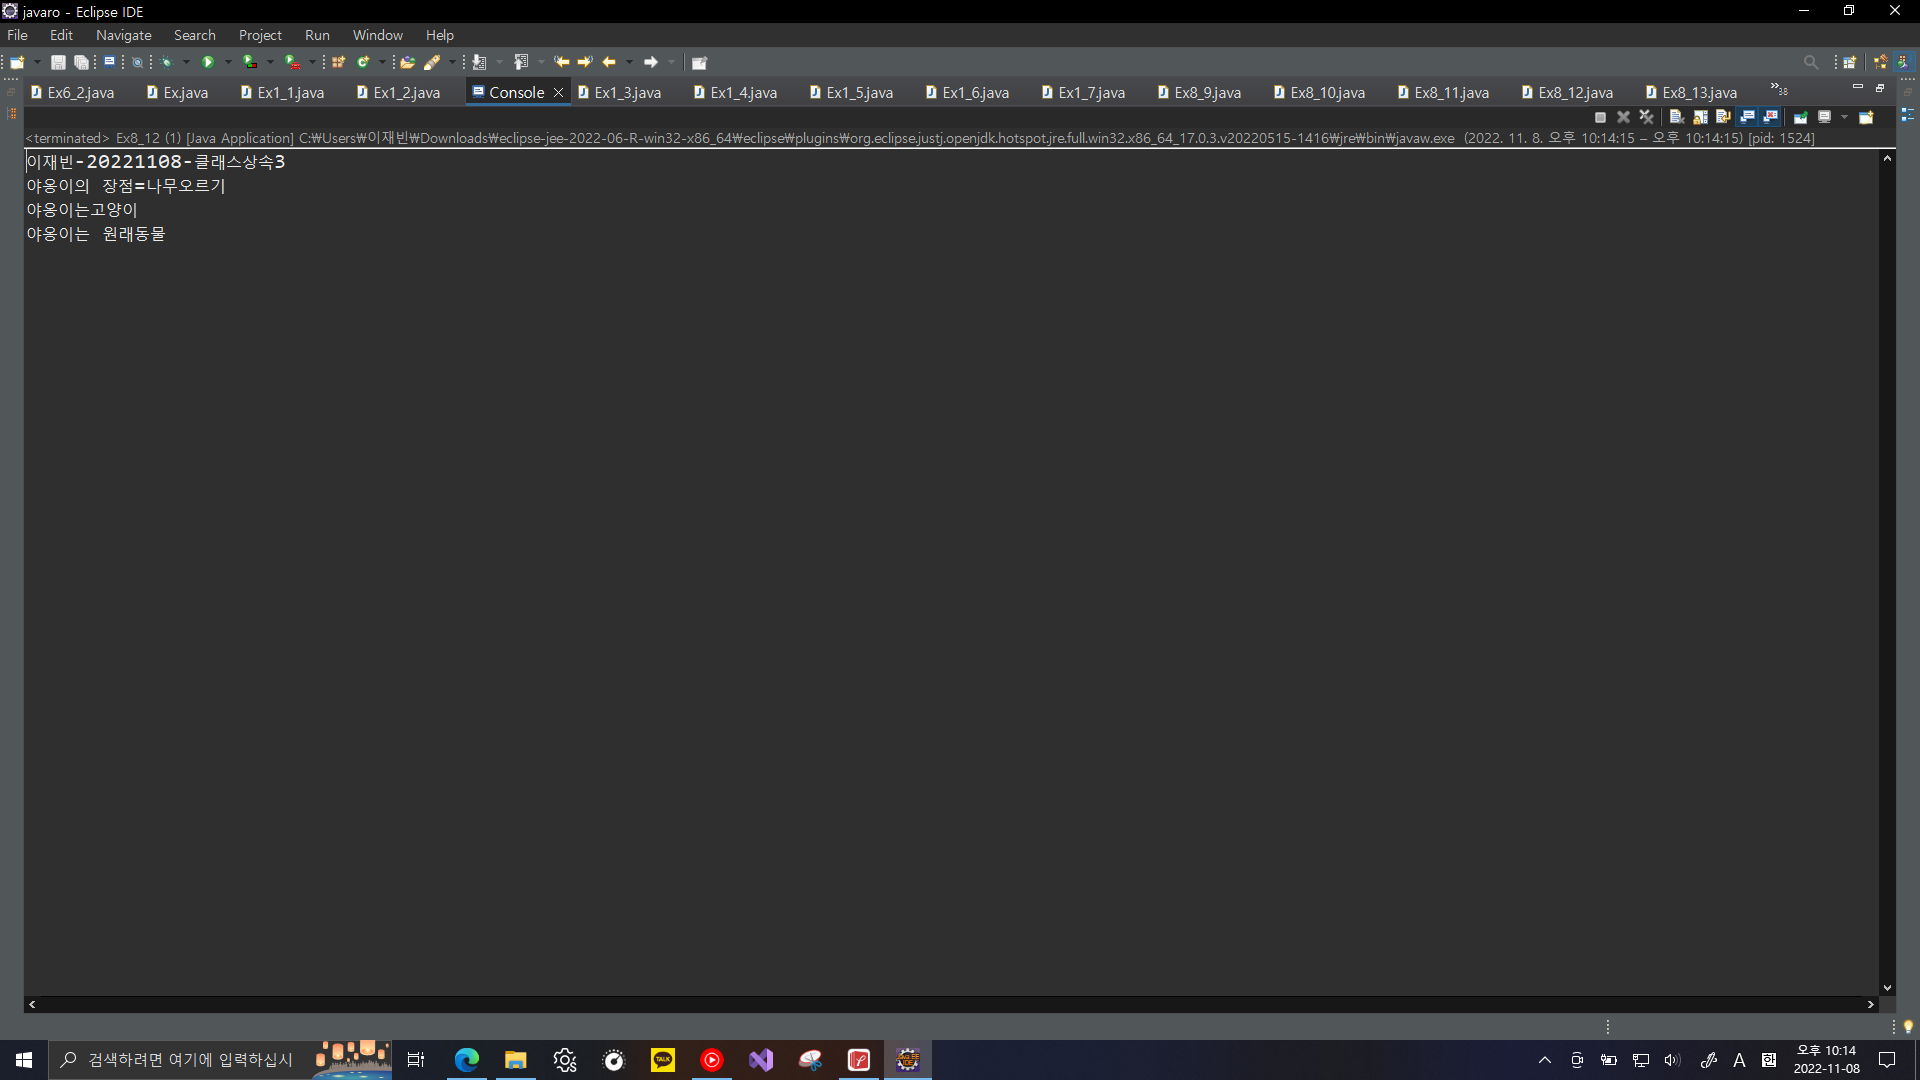 javaro - Eclipse IDE
File Edit Navigate Search Project Run Window Help
Ex6_2.java Ex.java Ex1_1.java Ex1_2.java Console Ex1_3.java Ex1_4.java Ex1_5.java Ex1_6.java Ex1_7.java Ex8_9.java Ex8_10.java Ex8_11.java Ex8_12.java Ex8_13.java »38
<terminated> Ex8_12 (1) [Java Application] C:₩Users₩이재빈₩Downloads₩eclipse-jee-2022-06-R-win32-x86_64₩eclipse₩plugins₩org.eclipse.justj.openjdk.hotspot.jre.full.win32.x86_64_17.0.3.v20220515-1416₩jre₩bin₩javaw.exe (2022. 11. 8. 오후 10:14:15 – 오후 10:14:15) [pid: 1524]
이재빈-20221108-클래스상속3
야옹이의 장점=나무오르기
야옹이는고양이
야옹이는 원래동물
검색하려면 여기에 입력하십시
TALK
JAVA EE
IDE
A
오후 10:14
2022-11-08